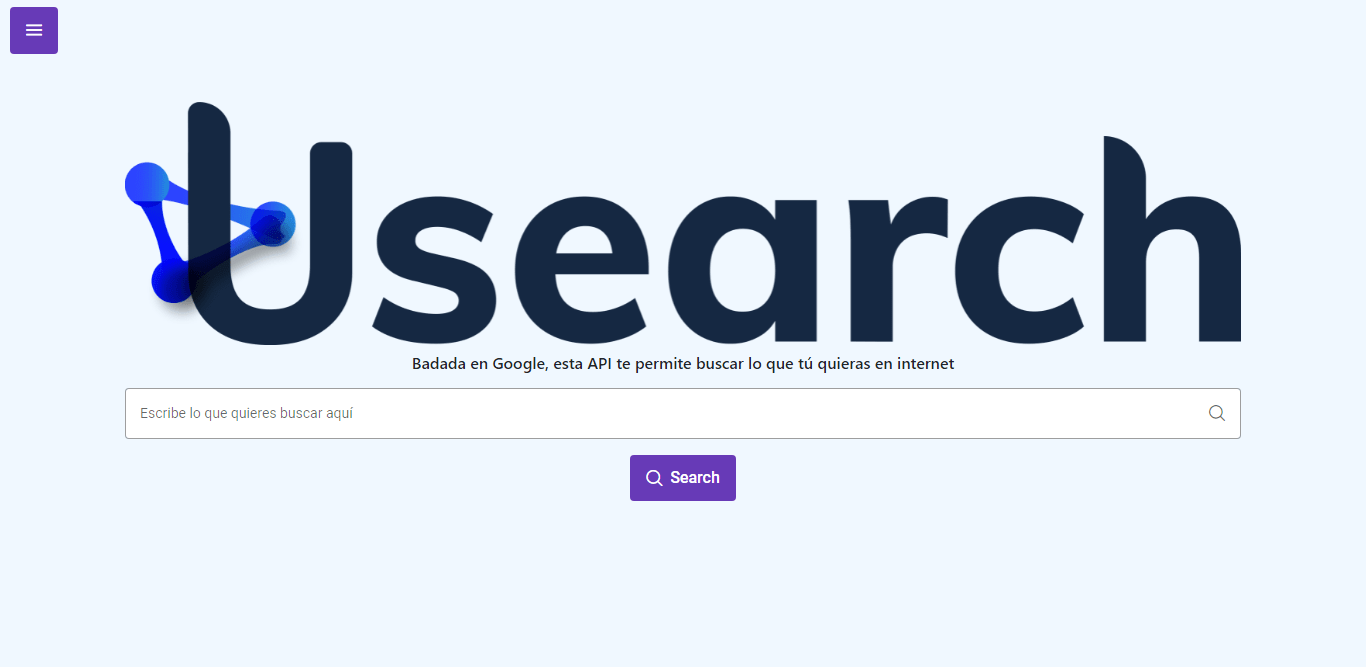 Usearch
Badada en Google, esta API te permite buscar lo que tú quieras en internet
Escribe lo que quieres buscar aquí
Search